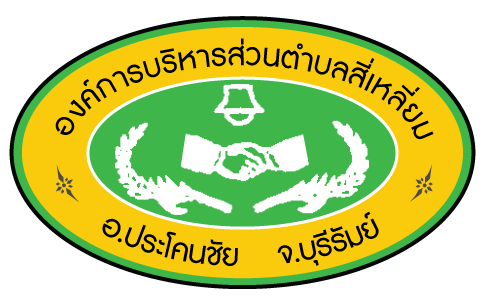 องค์การบริหารส่วนตำบลสี่เหลี่ยม
อ.ประโคนชัย จ.บุรีรัมย์